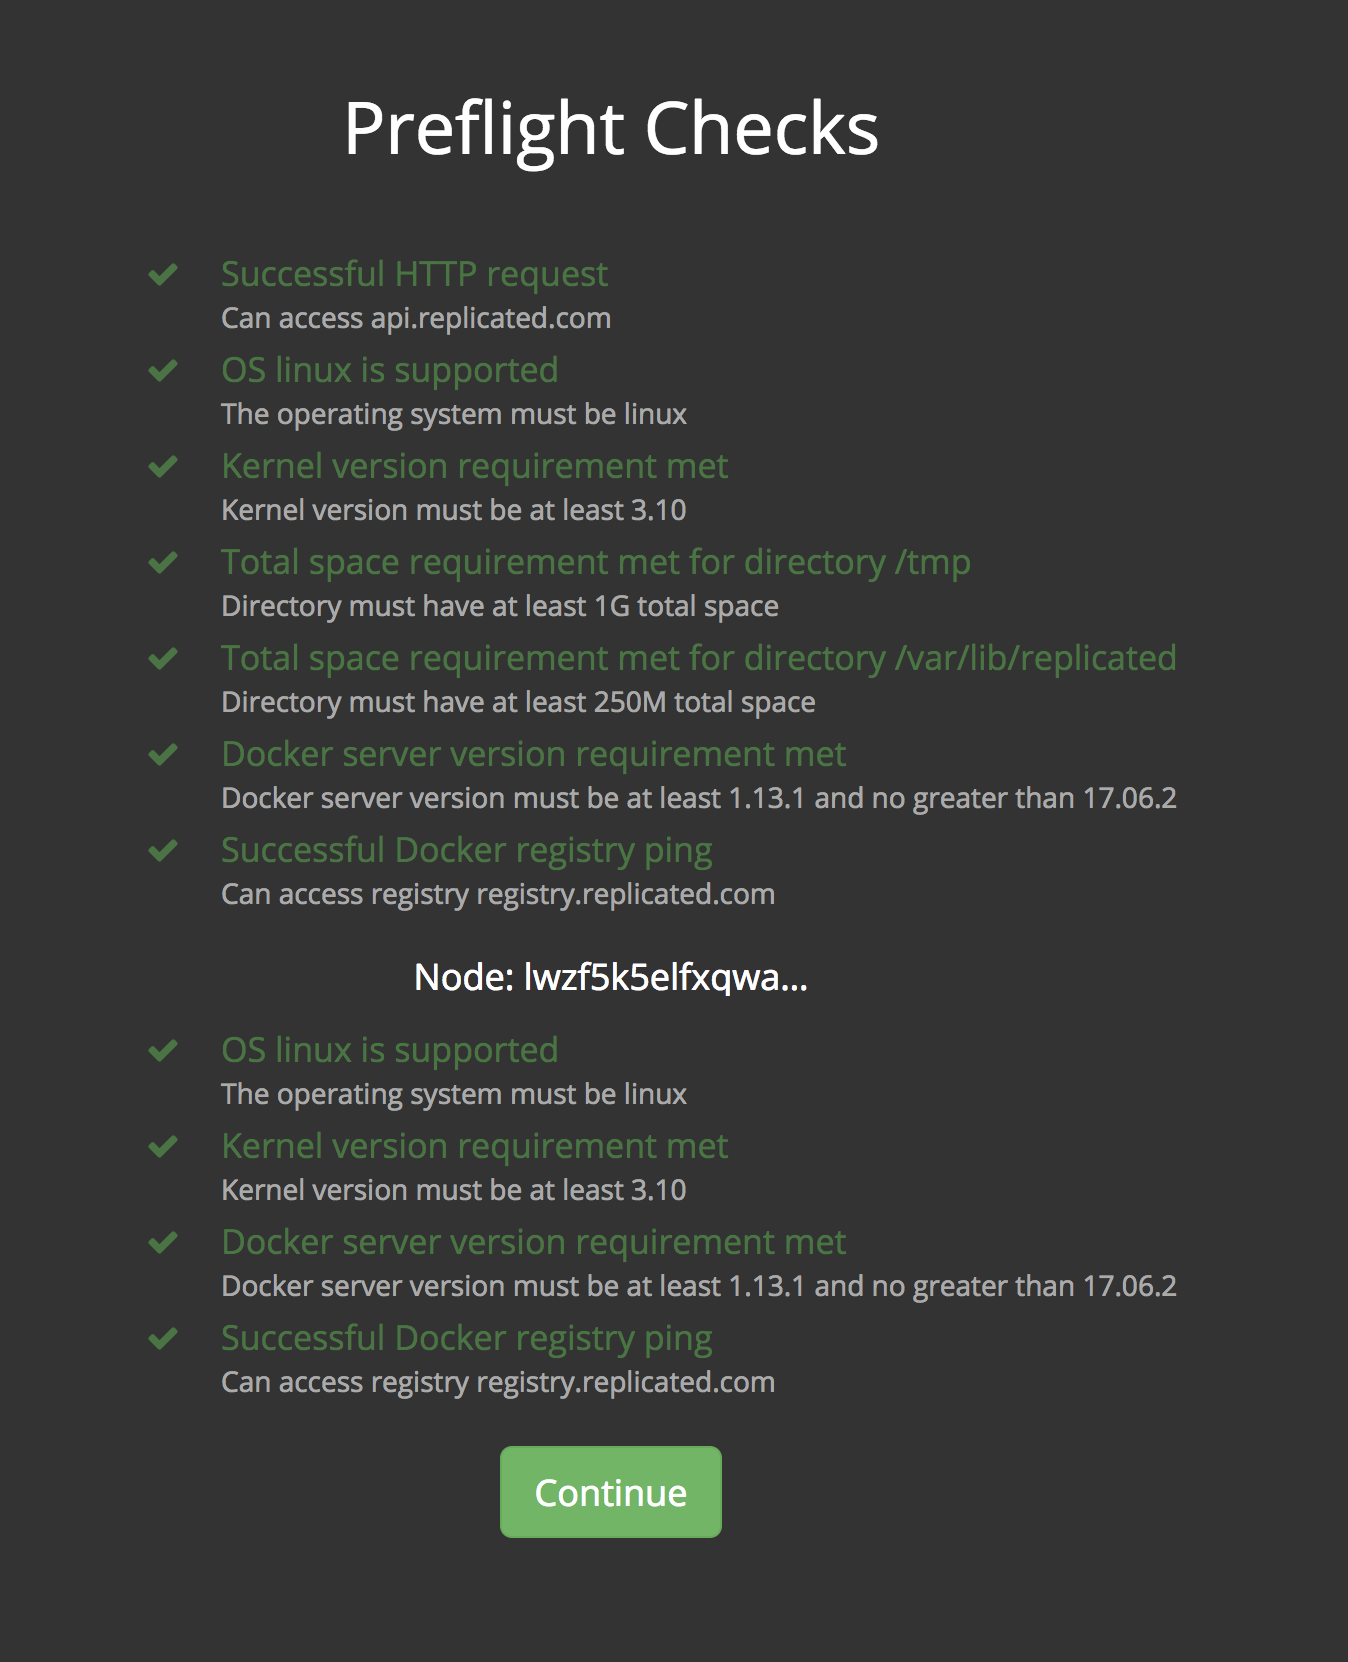 Preflight Checks
Successful HTTP request
Can access api.replicated.com
OS linux is supported
The operating system must be linux
Kernel version requirement met
Kernel version must be at least 3.10
Total space requirement met for directory /tmp
Directory must have at least 1G total space
Total space requirement met for directory /var/lib/replicated
Directory must have at least 250M total space
Docker server version requirement met
Docker server version must be at least 1.13.1 and no greater than 17.06.2
Successful Docker registry ping
Can access registry registry.replicated.com
Node: lwzf5k5elfxqwa...
OS linux is supported
The operating system must be linux
Kernel version requirement met
Kernel version must be at least 3.10
Docker server version requirement met
Docker server version must be at least 1.13.1 and no greater than 17.06.2
Successful Docker registry ping
Can access registry registry.replicated.com
Continue